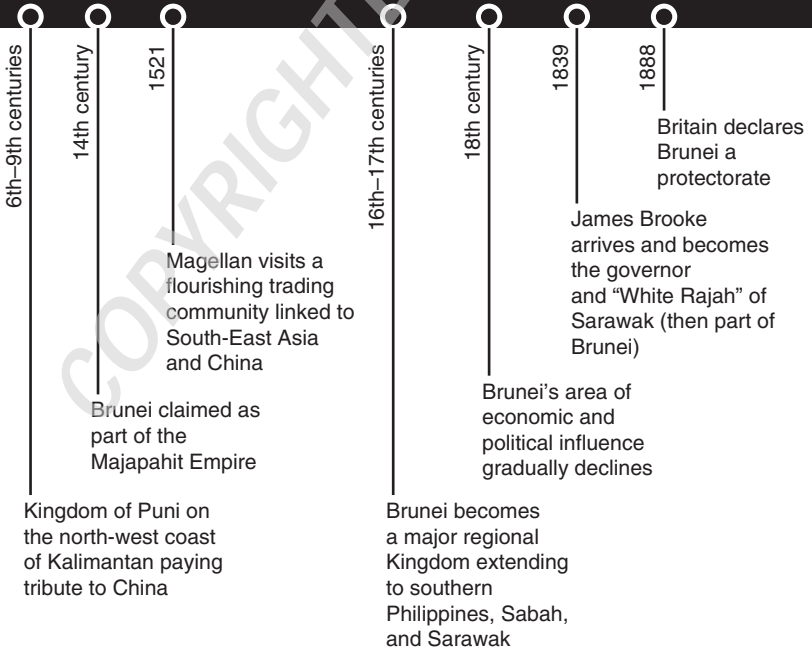 6th–9th centuries
Kingdom of Puni on
the north-west coast
of Kalimantan paying
tribute to China
14th century
Brunei claimed as
part of the
Majapahit Empire
1521
Magellan visits a
flourishing trading
community linked to
South-East Asia
and China
16th–17th centuries
Brunei becomes
a major regional
Kingdom extending
to southern
Philippines, Sabah,
and Sarawak
18th century
Brunei’s area of
economic and
political influence
gradually declines
1839
James Brooke
arrives and becomes
the governor
and “White Rajah” of
Sarawak (then part of
Brunei)
1888
Britain declares
Brunei a
protectorate